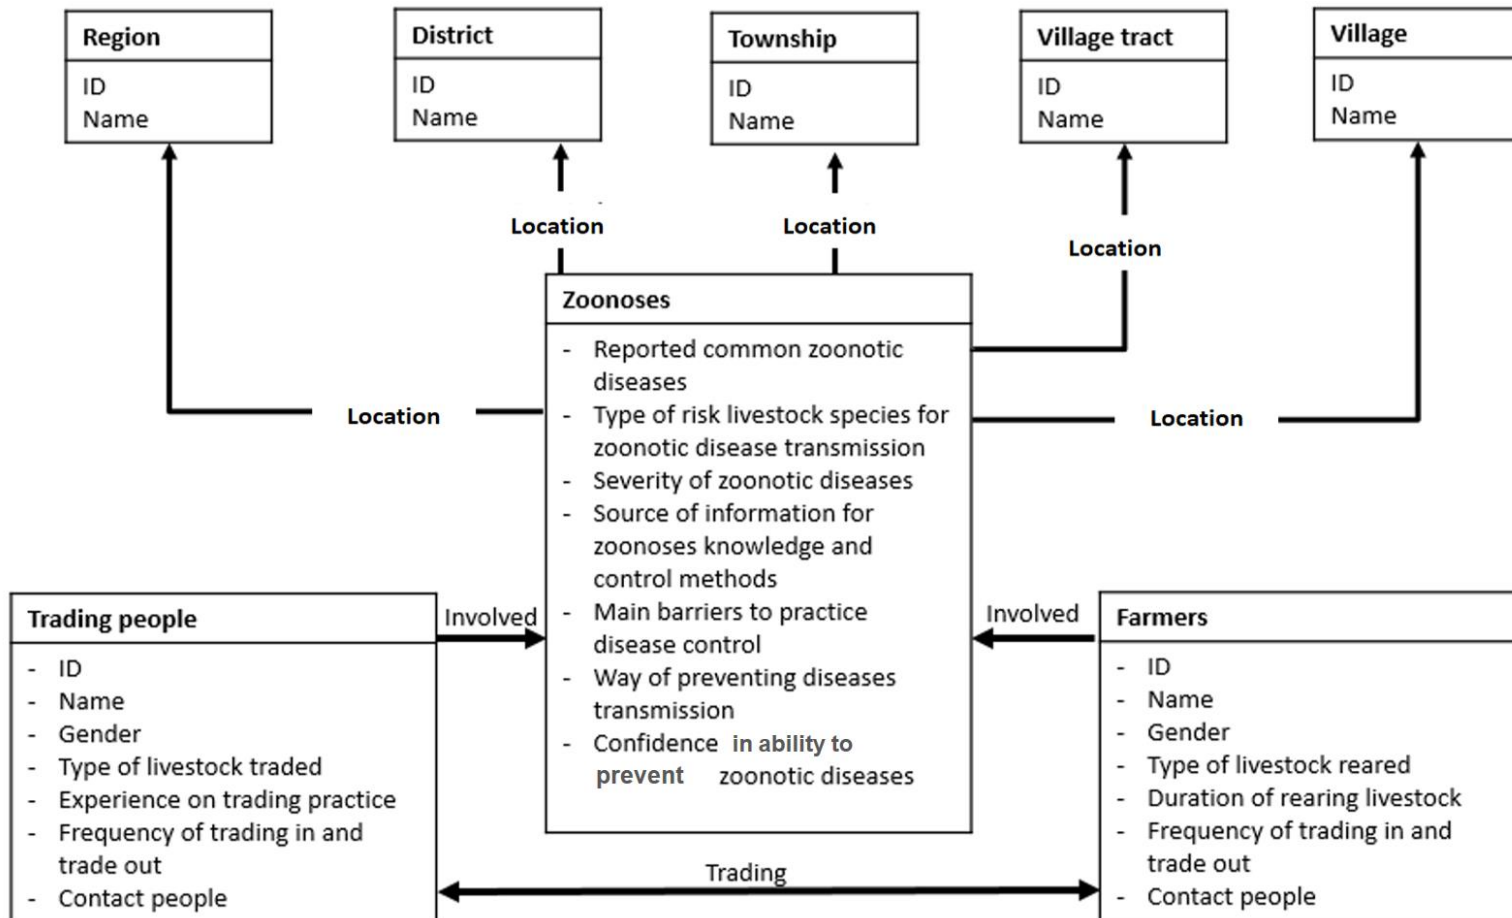 Region
ID
Name
District
ID
Name
Township
ID
Name
Village tract
ID
Name
Village
ID
Name
Location
Location
Location
Location
Location
Zoonoses
- Reported common zoonotic
diseases
- Type of risk livestock species for
zoonotic disease transmission
- Severity of zoonotic diseases
- Source of information for
zoonoses knowledge and
control methods
- Main barriers to practice
disease control
- Way of preventing diseases
transmission
- Confidence in ability to
prevent zoonotic diseases
Trading people
- ID
- Name
- Gender
- Type of livestock traded
- Experience on trading practice
- Frequency of trading in and
trade out
- Contact people
Involved
Involved
Farmers
- ID
- Name
- Gender
- Type of livestock reared
- Duration of rearing livestock
- Frequency of trading in and
trade out
- Contact people
Trading